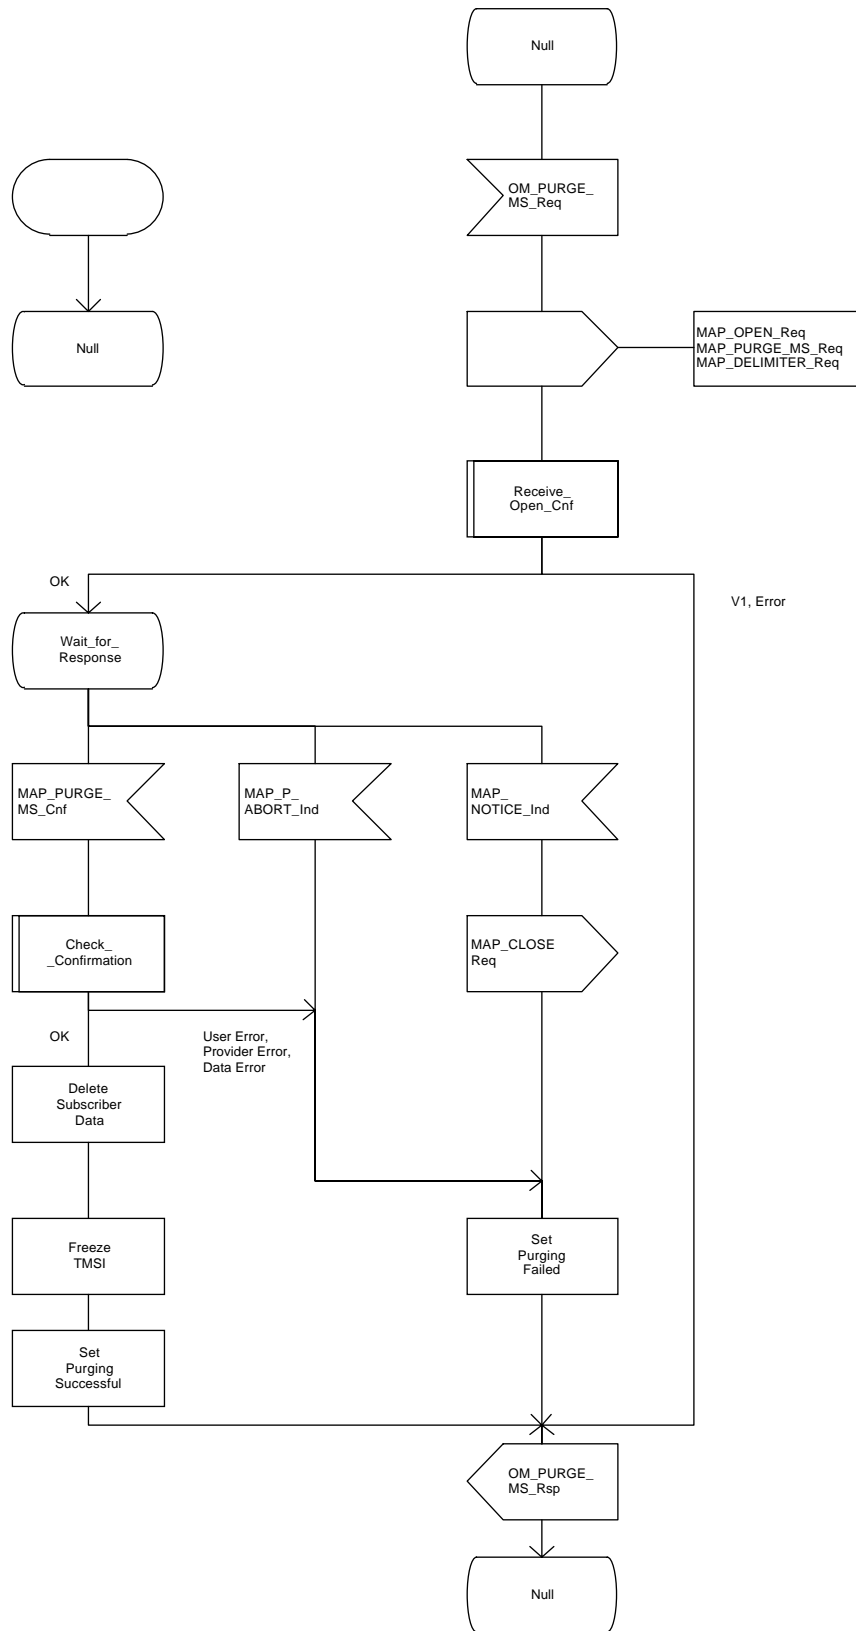 Null
OM_PURGE_
MS_Req
Null
MAP_OPEN_Req
MAP_PURGE_MS_Req
MAP_DELIMITER_Req
Receive_
Open_Cnf
OK
V1, Error
Wait_for_
Response
MAP_PURGE_
MS_Cnf
MAP_P_
ABORT_Ind
MAP_
NOTICE_Ind
Check_
_Confirmation
MAP_CLOSE
Req
OK
User Error,
Provider Error,
Data Error
Delete
Subscriber
Data
Freeze
TMSI
Set
Purging
Failed
Set
Purging
Successful
OM_PURGE_
MS_Rsp
Null